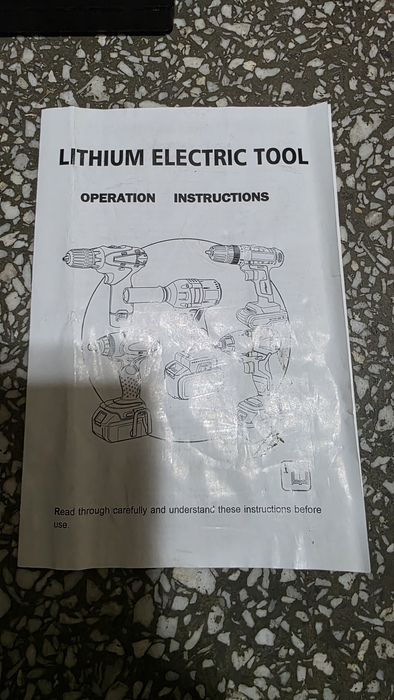 LITHIUM ELECTRIC TOOL
OPERATION INSTRUCTIONS
Read through carefully and understand these instructions before
use.